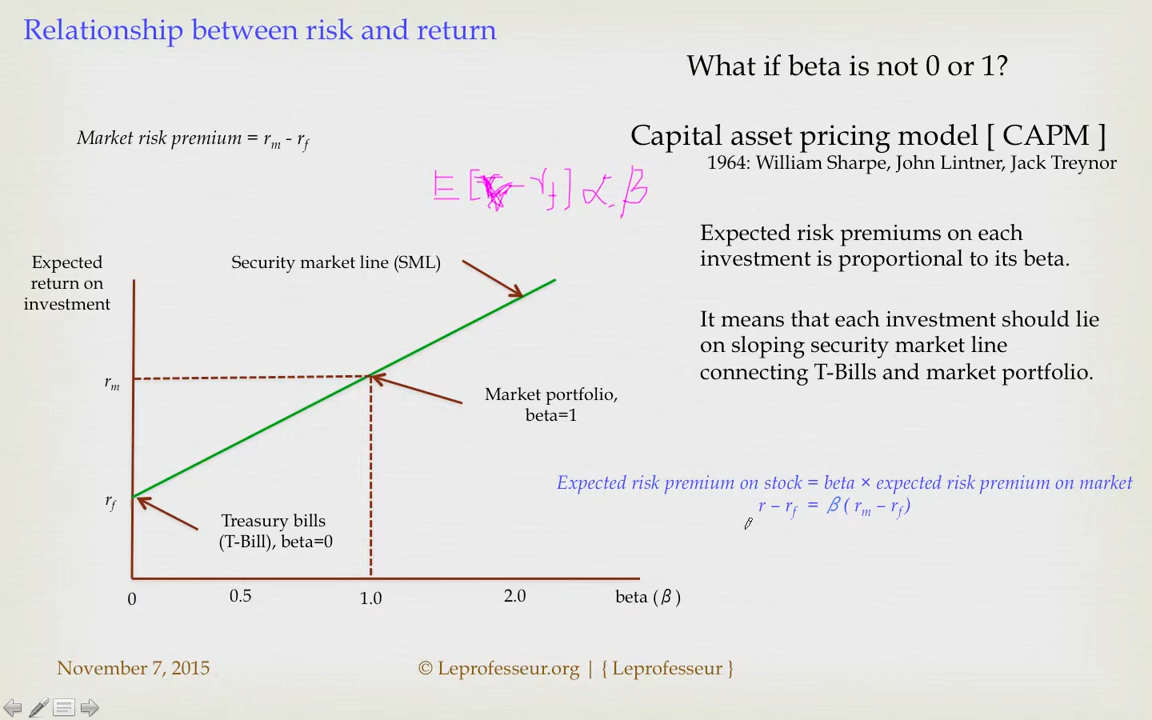 Relationship between risk and return
What if beta is not 0 or 1?
Market risk premium = rm - rf
Capital asset pricing model [ CAPM ]
1964: William Sharpe, John Lintner, Jack Treynor
E[ - rf] ∝ β
Expected risk premiums on each
investment is proportional to its beta.
It means that each investment should lie
on sloping security market line
connecting T-Bills and market portfolio.
Expected
return on
investment
Security market line (SML)
rm
Market portfolio,
beta=1
rf
Treasury bills
(T-Bill), beta=0
0
0.5
1.0
2.0
beta (β)
Expected risk premium on stock = beta × expected risk premium on market
r – rf = β ( rm – rf)
November 7, 2015
© Leprofesseur.org | { Leprofesseur }